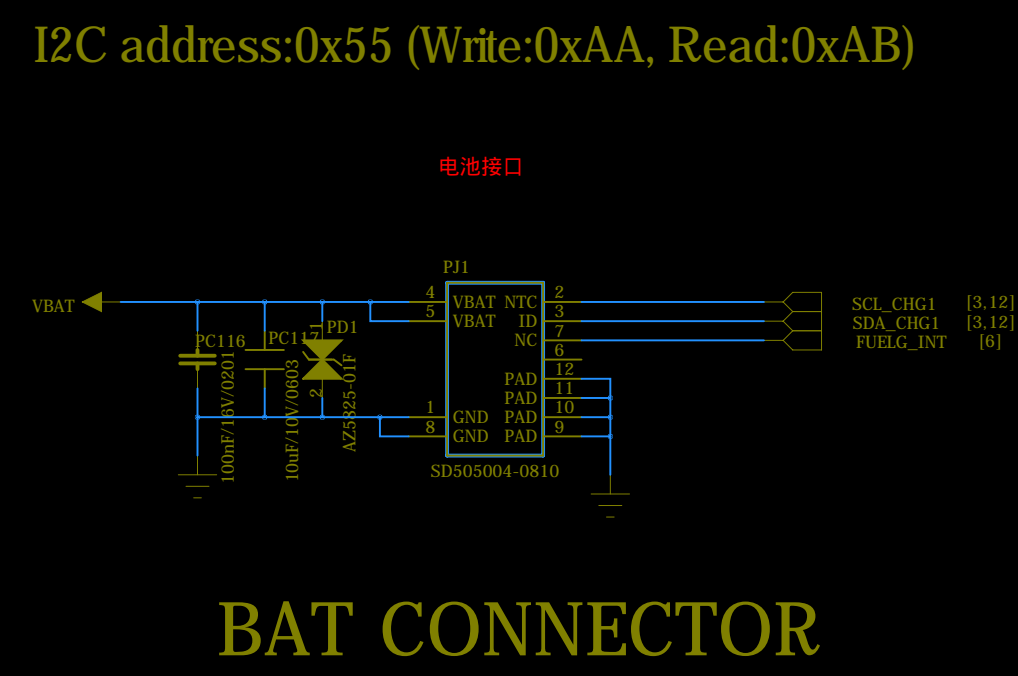 I2C address:0x55 (Write:0xAA, Read:0xAB)
电池接口
PJ1
VBAT
4 VBAT NTC 2
SCL_CHG1 [3,12]
5 VBAT ID 3
SDA_CHG1 [3,12]
NC 7
FUELG_INT [6]
6
PAD 12
PAD 11
1 GND PAD 10
8 GND PAD 9
SD505004-0810
PC116
100nF/16V/0201
PC117
10uF/10V/0603
PD1
1
2
AZ5825-01F
BAT CONNECTOR